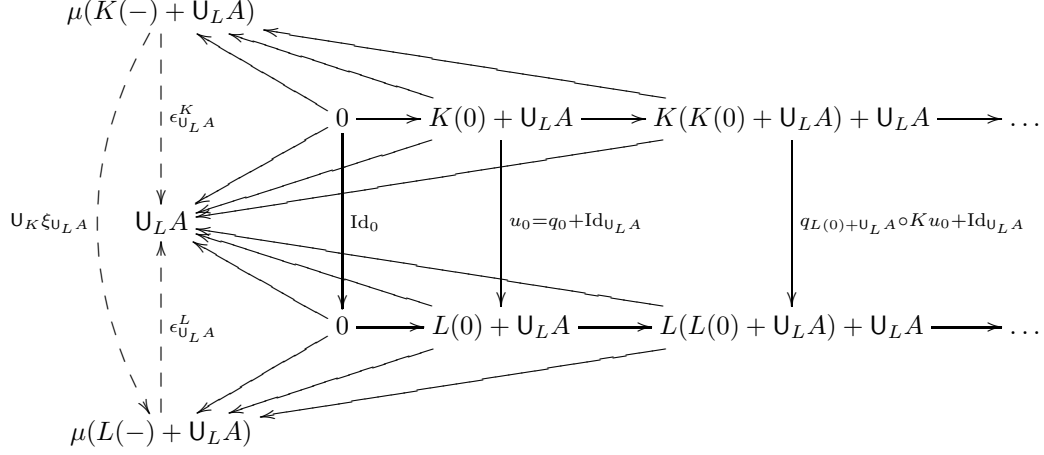 μ(K(−) + U_L A)
0 K(0) + U_L A K(K(0) + U_L A) + U_L A ...
ϵ^K_{U_L A}
U_K ξ_{U_L A} U_L A Id_0 u_0=q_0+Id_{U_L A} q_{L(0)+U_L A}∘Ku_0+Id_{U_L A}
ϵ^L_{U_L A}
0 L(0) + U_L A L(L(0) + U_L A) + U_L A ...
μ(L(−) + U_L A)